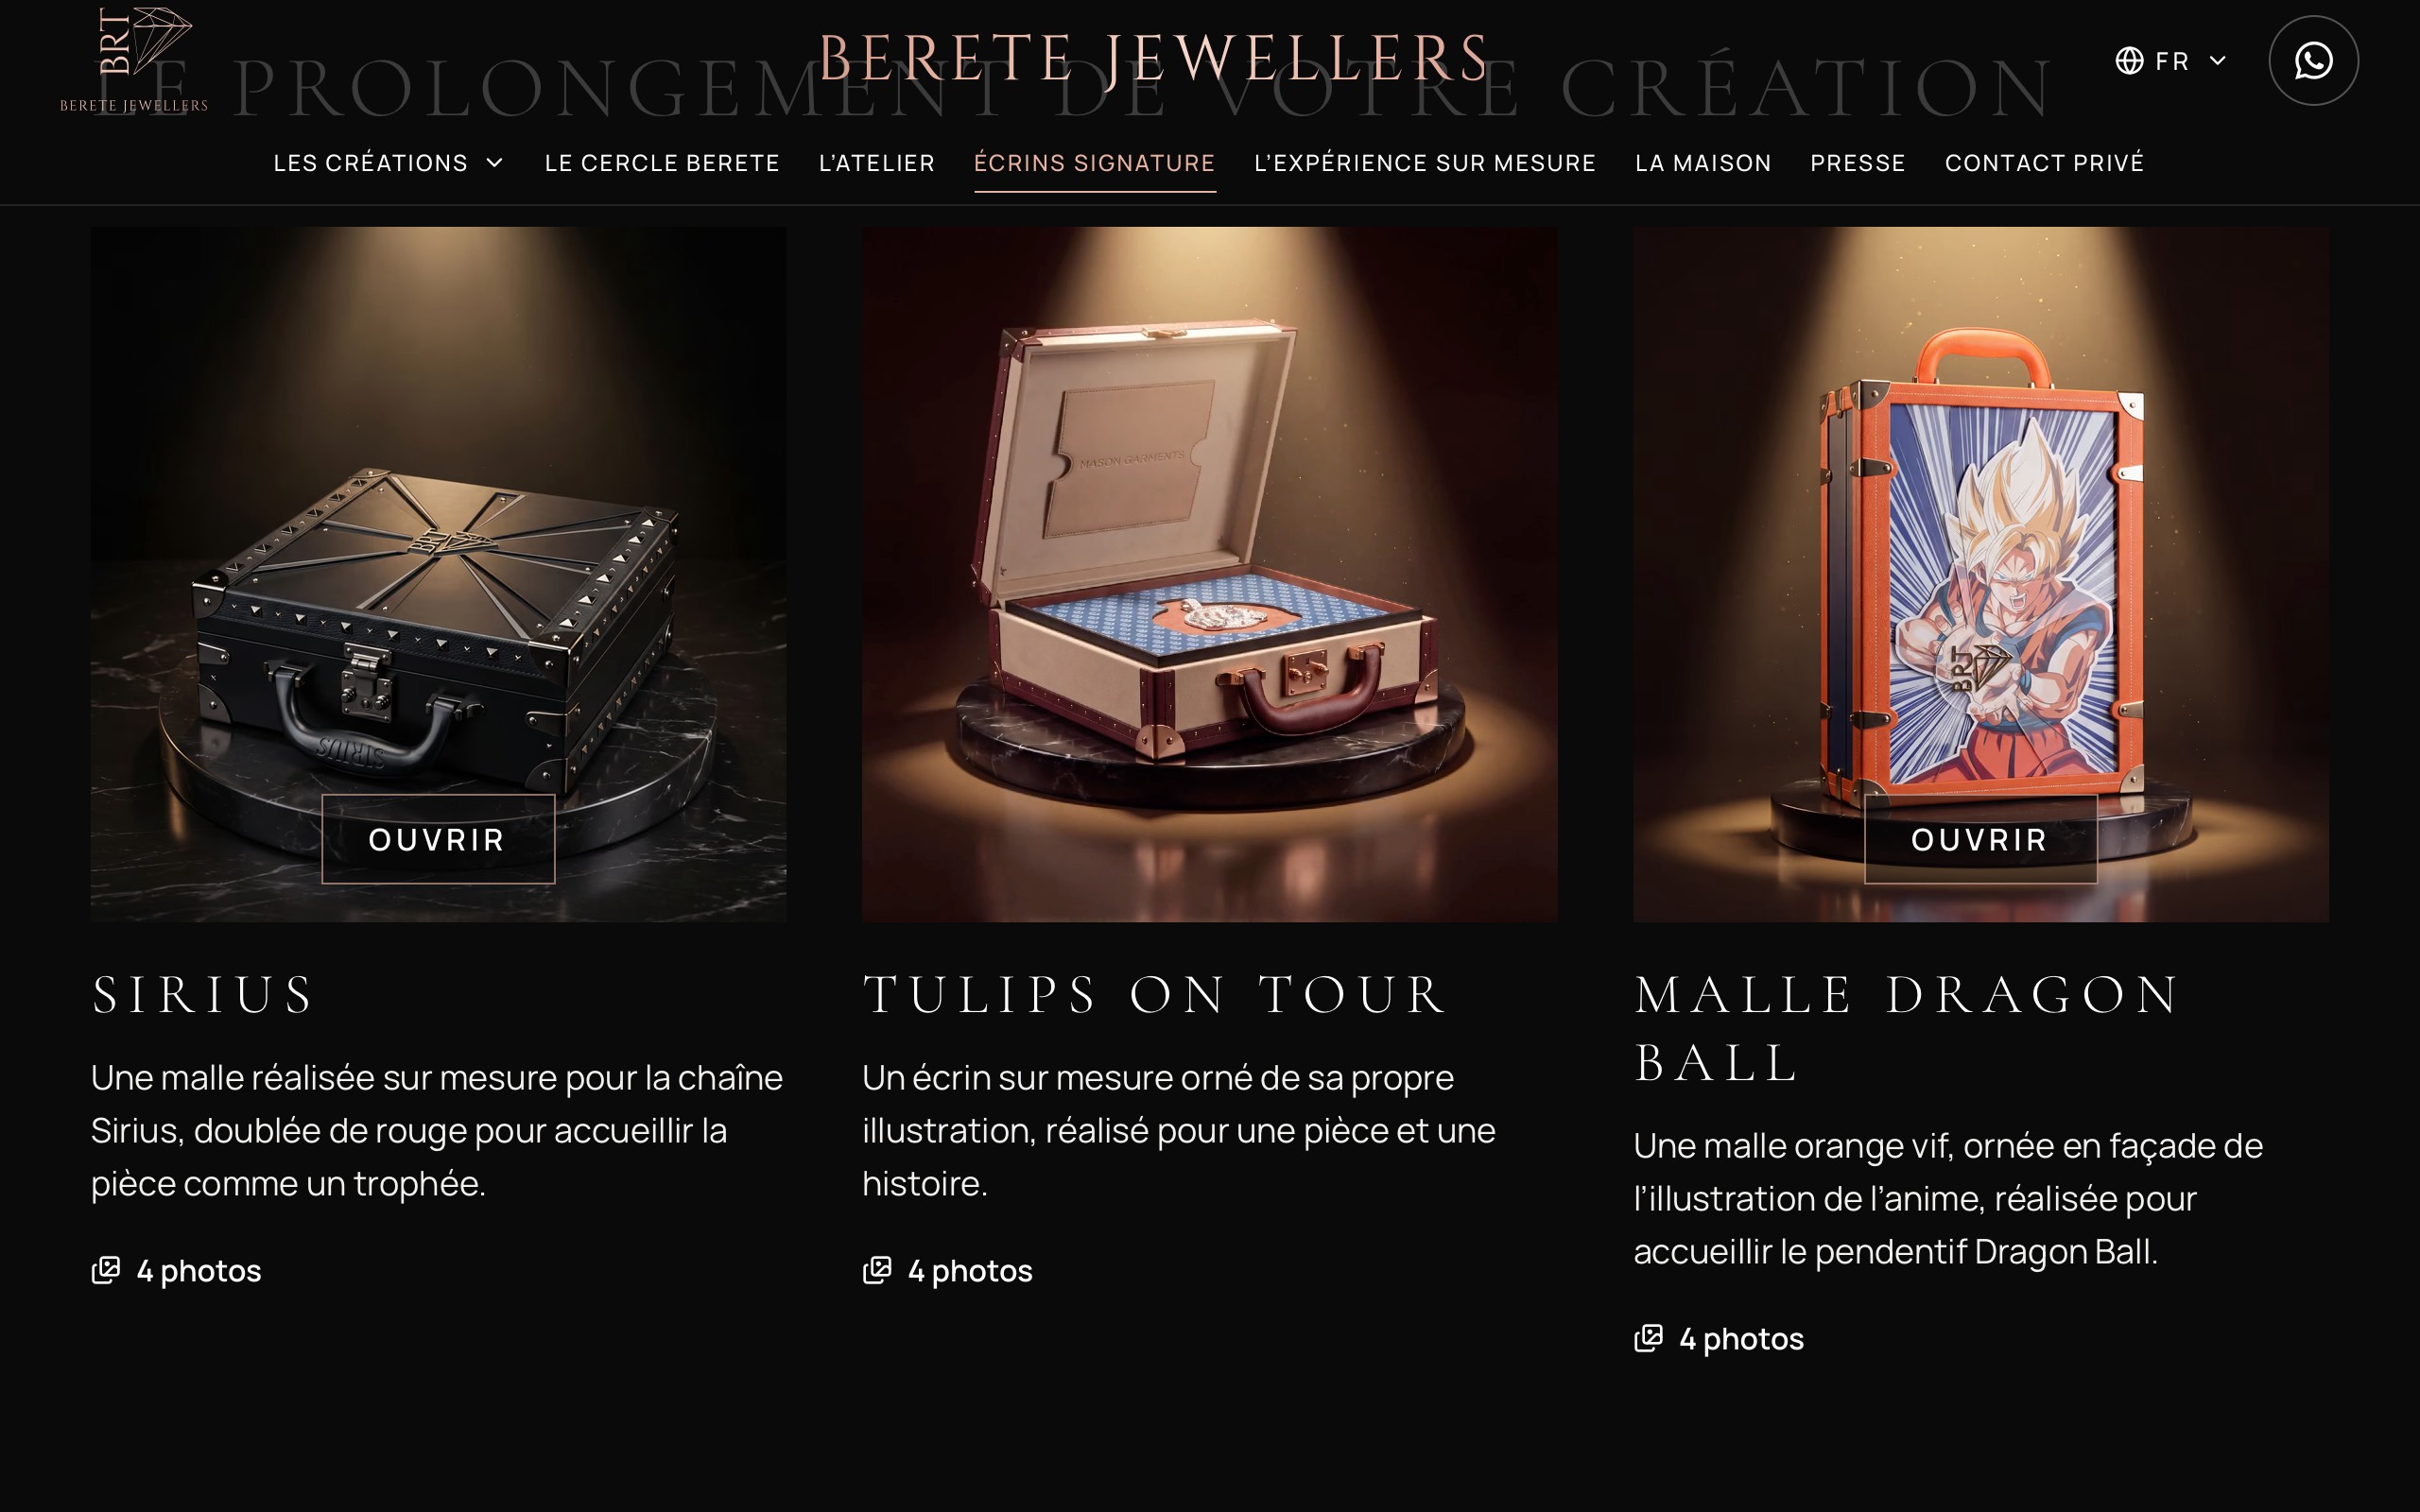 BRT
BERETE JEWELLERS
BERETE JEWELLERS
LE PROLONGEMENT DE VOTRE CRÉATION
FR
LES CRÉATIONS
LE CERCLE BERETE
L’ATELIER
ÉCRINS SIGNATURE
L’EXPÉRIENCE SUR MESURE
LA MAISON
PRESSE
CONTACT PRIVÉ
BRT
SIRIUS
OUVRIR
MASON GARMENTS
BRT
OUVRIR
SIRIUS
Une malle réalisée sur mesure pour la chaîne
Sirius, doublée de rouge pour accueillir la
pièce comme un trophée.
4 photos
TULIPS ON TOUR
Un écrin sur mesure orné de sa propre
illustration, réalisé pour une pièce et une
histoire.
4 photos
MALLE DRAGON
BALL
Une malle orange vif, ornée en façade de
l’illustration de l’anime, réalisée pour
accueillir le pendentif Dragon Ball.
4 photos